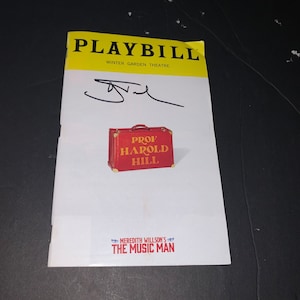 PLAYBILL
WINTER GARDEN THEATRE
PROF
HAROLD
HILL
MEREDITH WILLSON'S
THE MUSIC MAN